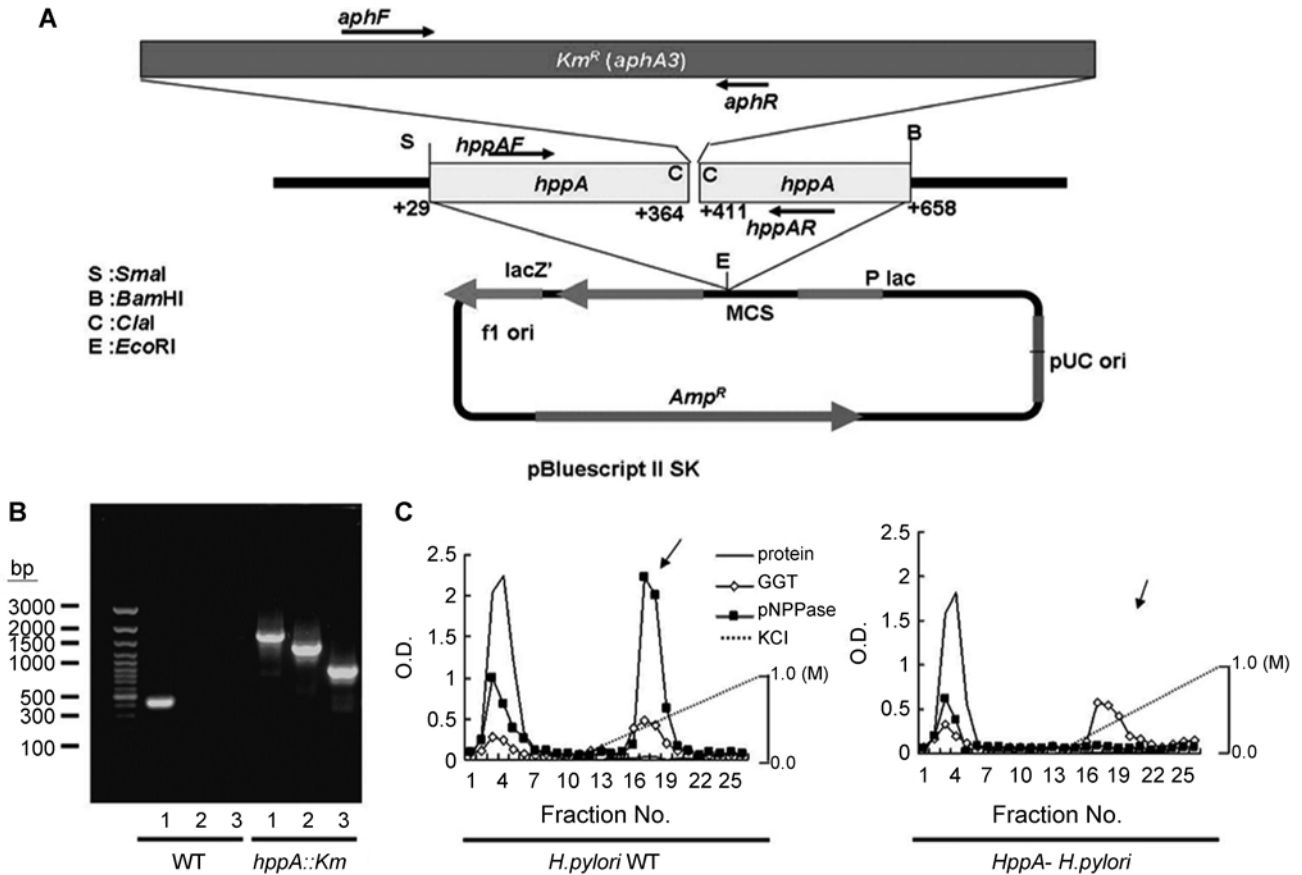 A
aphF
Km^R (aphA3)
aphR
S
hppAF
B
hppA
C
C
hppA
+29
+364
+411
hppAR
+658
S :SmaI
B :BamHI
C :ClaI
E :EcoRI
lacZ'
E
P lac
MCS
f1 ori
pUC ori
Amp^R
pBluescript II SK
B
bp
3000
2000
1500
1000
500
300
100
1 2 3 1 2 3
WT hppA::Km
C
2.5
2
1.5
1
0.5
0
O.D.
protein
GGT
pNPPase
KCl
1.0 (M)
0.0
1 4 7 10 13 16 19 22 25
Fraction No.
H.pylori WT
2.5
2
1.5
1
0.5
0
O.D.
1.0 (M)
0.0
1 4 7 10 13 16 19 22 25
Fraction No.
HppA- H.pylori